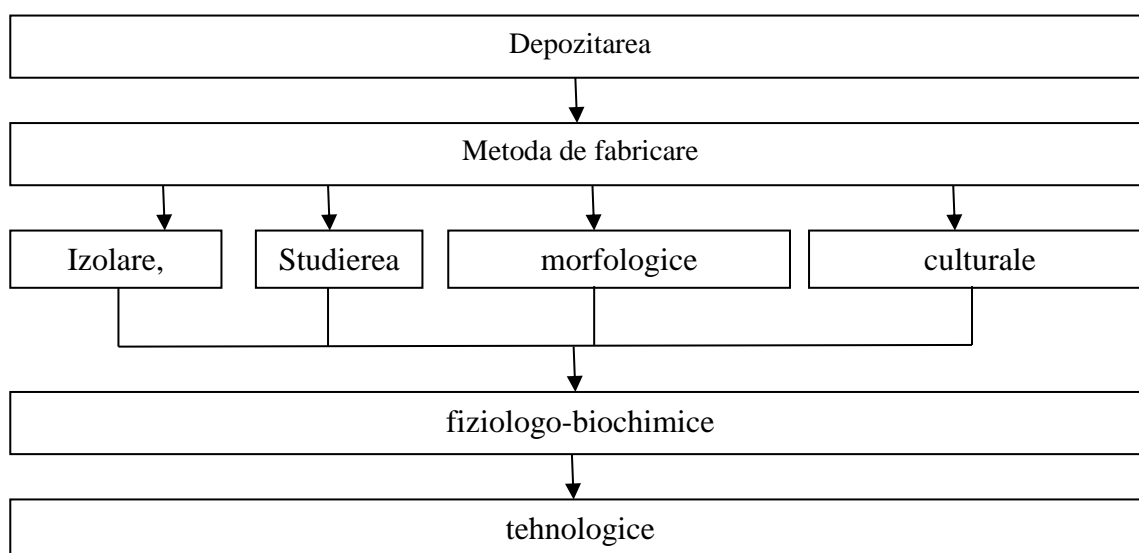 Depozitarea
Metoda de fabricare
Izolare,
Studierea
morfologice
culturale
fiziologo-biochimice
tehnologice